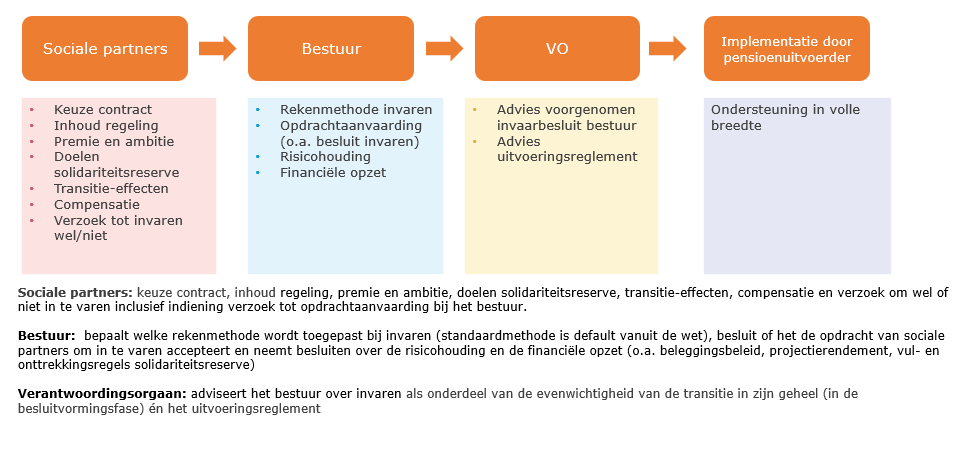 Sociale partners
Bestuur
VO
Implementatie door
pensioenuitvoerder
• Keuze contract
• Inhoud regeling
• Premie en ambitie
• Doelen
solidariteitsreserve
• Transitie-effecten
• Compensatie
• Verzoek tot invaren
wel/niet
• Rekenmethode invaren
• Opdrachtaanvaarding
(o.a. besluit invaren)
• Risicohouding
• Financiële opzet
• Advies voorgenomen
invaarbesluit bestuur
• Advies
uitvoeringsreglement
Ondersteuning in volle
breedte
Sociale partners: keuze contract, inhoud regeling, premie en ambitie, doelen solidariteitsreserve, transitie-effecten, compensatie en verzoek om wel of
niet in te varen inclusief indiening verzoek tot opdrachtaanvaarding bij het bestuur.
Bestuur: bepaalt welke rekenmethode wordt toegepast bij invaren (standaardmethode is default vanuit de wet), besluit of het de opdracht van sociale
partners om in te varen accepteert en neemt besluiten over de risicohouding en de financiële opzet (o.a. beleggingsbeleid, projectierendement, vul- en
onttrekkingsregels solidariteitsreserve)
Verantwoordingsorgaan: adviseert het bestuur over invaren als onderdeel van de evenwichtigheid van de transitie in zijn geheel (in de
besluitvormingsfase) én het uitvoeringsreglement